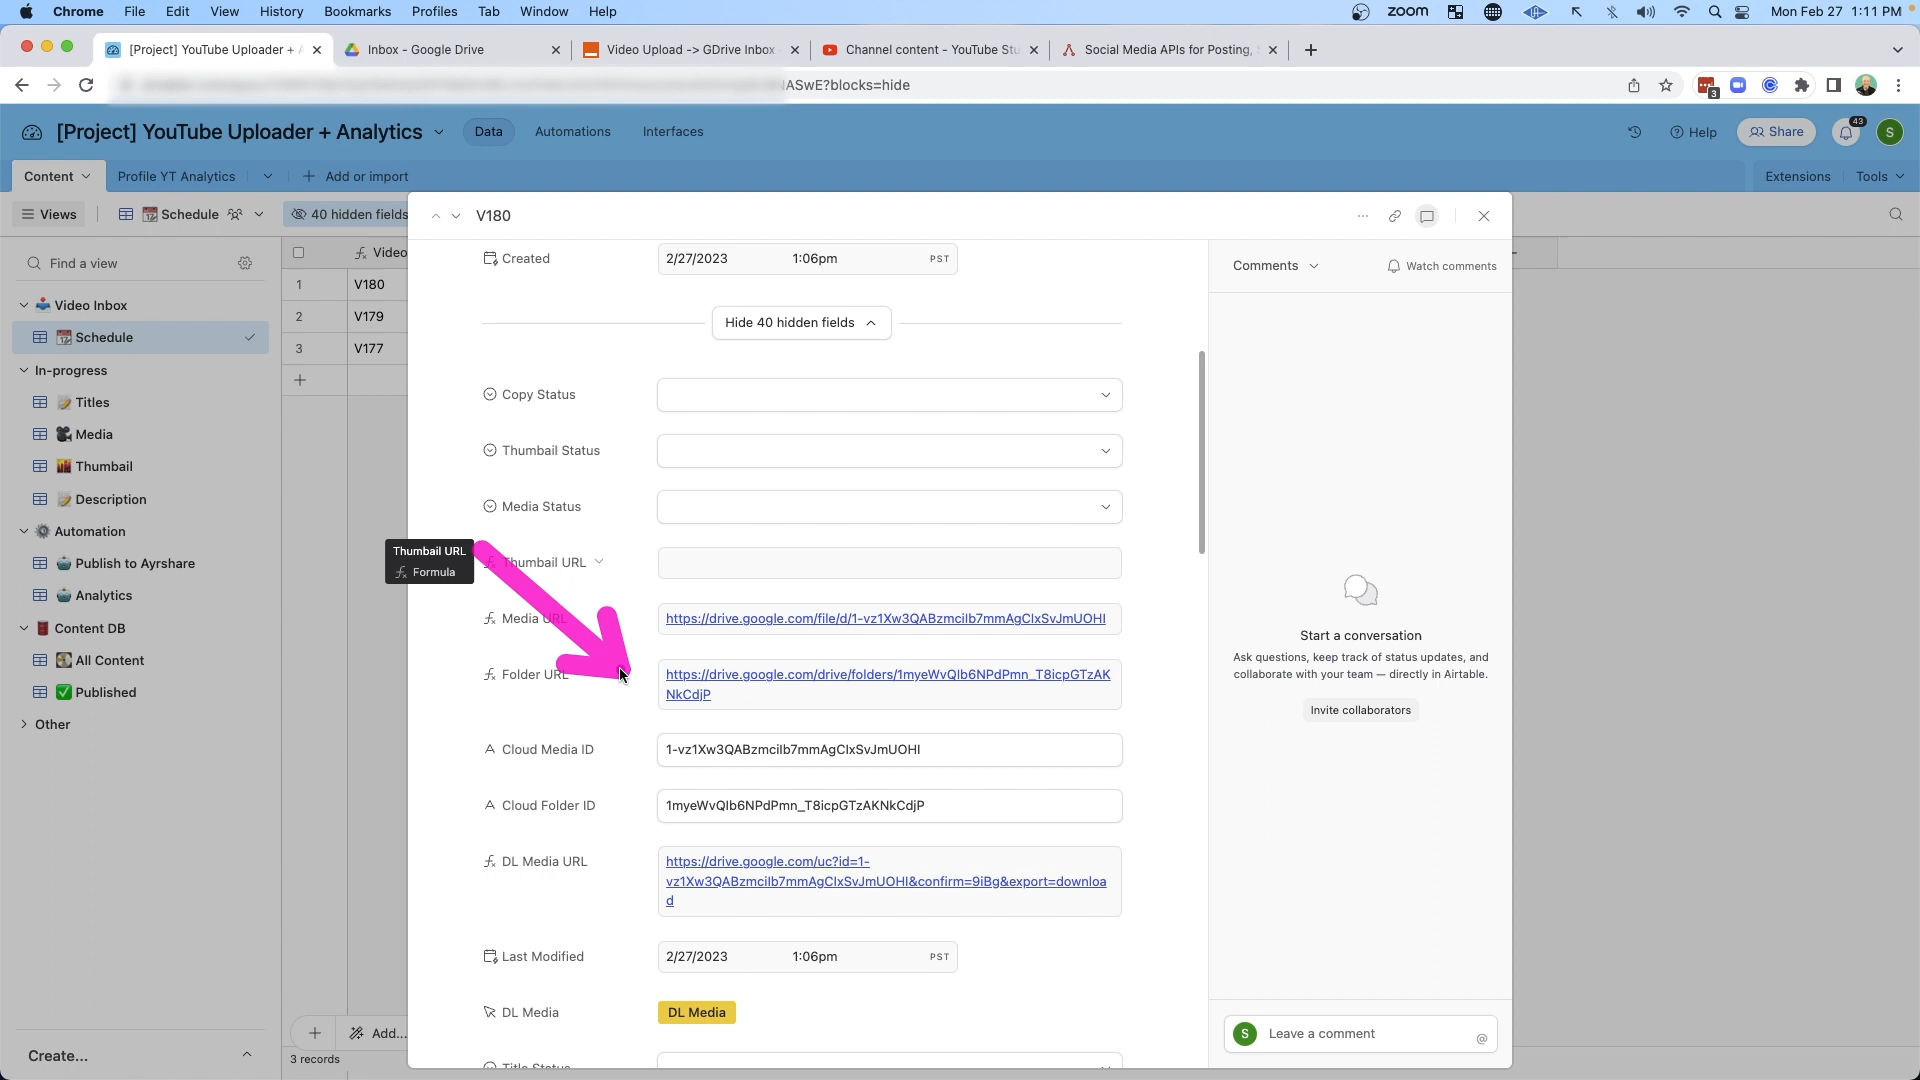 Chrome File Edit View History Bookmarks Profiles Tab Window Help zoom Mon Feb 27 1:11 PM
[Project] YouTube Uploader + A Inbox - Google Drive Video Upload -> GDrive Inbox - Channel content - YouTube Stu Social Media APIs for Posting,
NASwE?blocks=hide 3
[Project] YouTube Uploader + Analytics Data Automations Interfaces Help Share 43 S
Content Profile YT Analytics Add or import Extensions Tools
Views Schedule 40 hidden fields V180
Find a view Video
Created 2/27/2023 1:06pm PST Comments Watch comments
1 V180
Video Inbox
2 V179
Hide 40 hidden fields
Schedule
3 V177
In-progress
Copy Status
Titles
Media
Thumbail Status
Thumbnail
Description
Media Status
Automation
Thumbail URL
Formula
Thumbail URL
Publish to Ayrshare
Analytics
Media URL https://drive.google.com/file/d/1-vz1Xw3QABzmcilb7mmAgClxSvJmUOHI
Content DB
Start a conversation
Ask questions, keep track of status updates, and
collaborate with your team — directly in Airtable.
Invite collaborators
All Content
Folder URL https://drive.google.com/drive/folders/1myeWvQlb6NPdPmn_T8icpGTzAK
NkCdjP
Published
Other
Cloud Media ID 1-vz1Xw3QABzmcilb7mmAgClxSvJmUOHI
Cloud Folder ID 1myeWvQlb6NPdPmn_T8icpGTzAKNkCdjP
DL Media URL https://drive.google.com/uc?id=1-
vz1Xw3QABzmcilb7mmAgClxSvJmUOHI&confirm=9iBg&export=downloa
d
Last Modified 2/27/2023 1:06pm PST
DL Media DL Media
Add... S Leave a comment @
Create...
3 records
Title Status